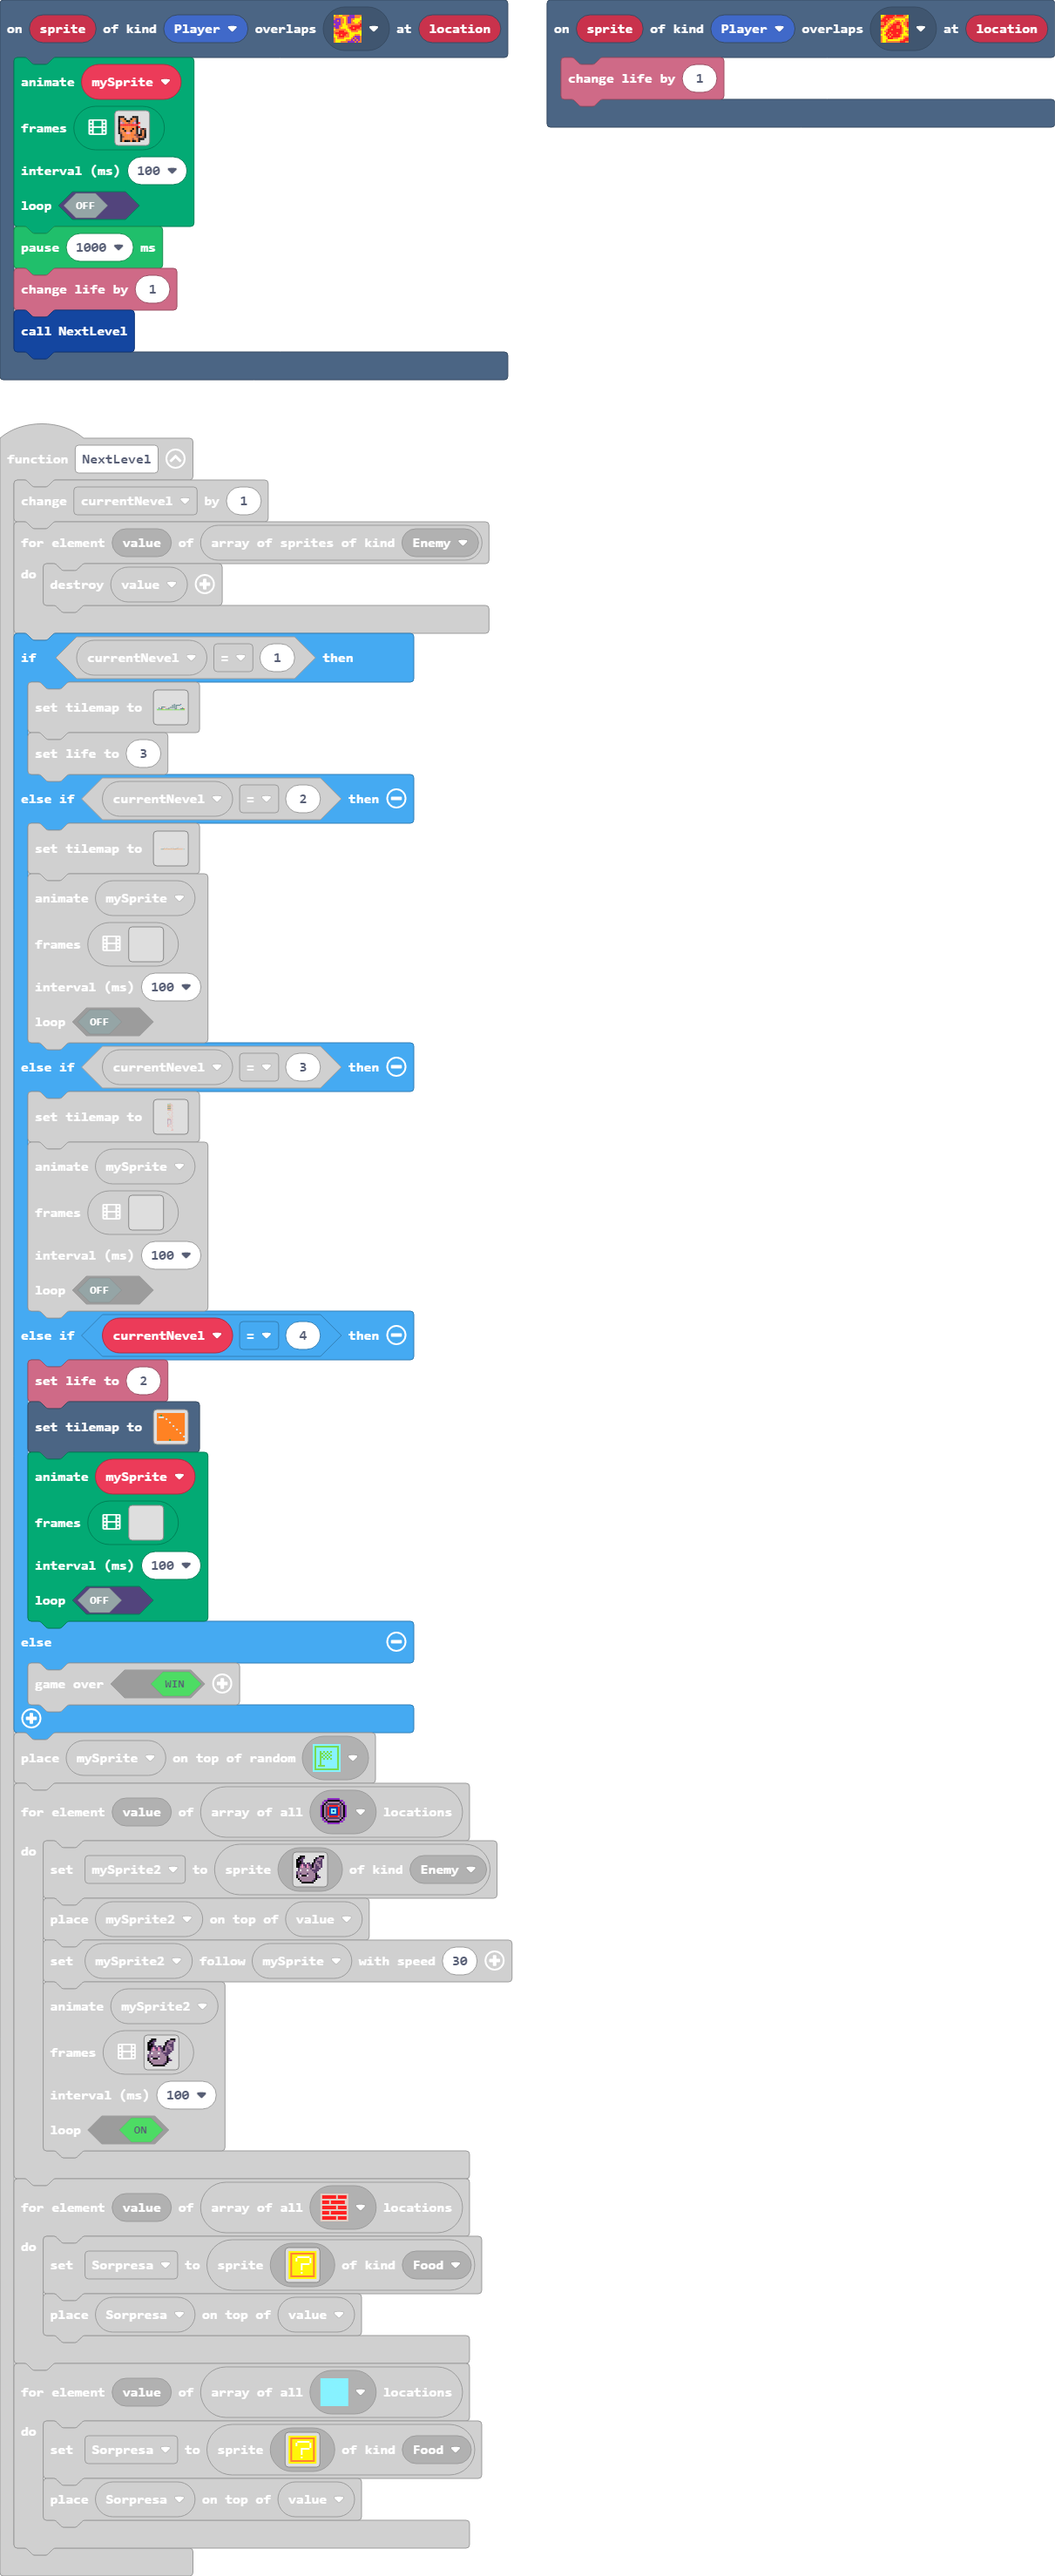 on sprite of kind Player overlaps at location
animate mySprite
frames
interval (ms) 100
loop OFF
pause 1000 ms
change life by 1
call NextLevel
on sprite of kind Player overlaps at location
change life by 1
function NextLevel
change currentNevel by 1
for element value of array of sprites of kind Enemy
do
destroy value
if currentNevel = 1 then
set tilemap to
set life to 3
else if currentNevel = 2 then
set tilemap to
animate mySprite
frames
interval (ms) 100
loop OFF
else if currentNevel = 3 then
set tilemap to
animate mySprite
frames
interval (ms) 100
loop OFF
else if currentNevel = 4 then
set life to 2
set tilemap to
animate mySprite
frames
interval (ms) 100
loop OFF
else
game over WIN
place mySprite on top of random
for element value of array of all locations
do
set mySprite2 to sprite of kind Enemy
place mySprite2 on top of value
set mySprite2 follow mySprite with speed 30
animate mySprite2
frames
interval (ms) 100
loop ON
for element value of array of all locations
do
set Sorpresa to sprite ? of kind Food
place Sorpresa on top of value
for element value of array of all locations
do
set Sorpresa to sprite ? of kind Food
place Sorpresa on top of value